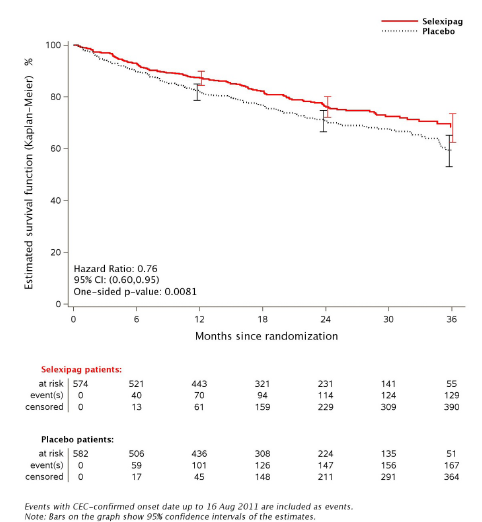 Selexipag
Placebo
Estimated survival function (Kaplan-Meier) %
100
80
60
40
20
0
Hazard Ratio: 0.76
95% CI: (0.60,0.95)
One-sided p-value: 0.0081
0 6 12 18 24 30 36
Months since randomization
Selexipag patients:
at risk 574 521 443 321 231 141 55
event(s) 0 40 70 94 114 124 129
censored 0 13 61 159 229 309 390
Placebo patients:
at risk 582 506 436 308 224 135 51
event(s) 0 59 101 126 147 156 167
censored 0 17 45 148 211 291 364
Events with CEC-confirmed onset date up to 16 Aug 2011 are included as events.
Note: Bars on the graph show 95% confidence intervals of the estimates.